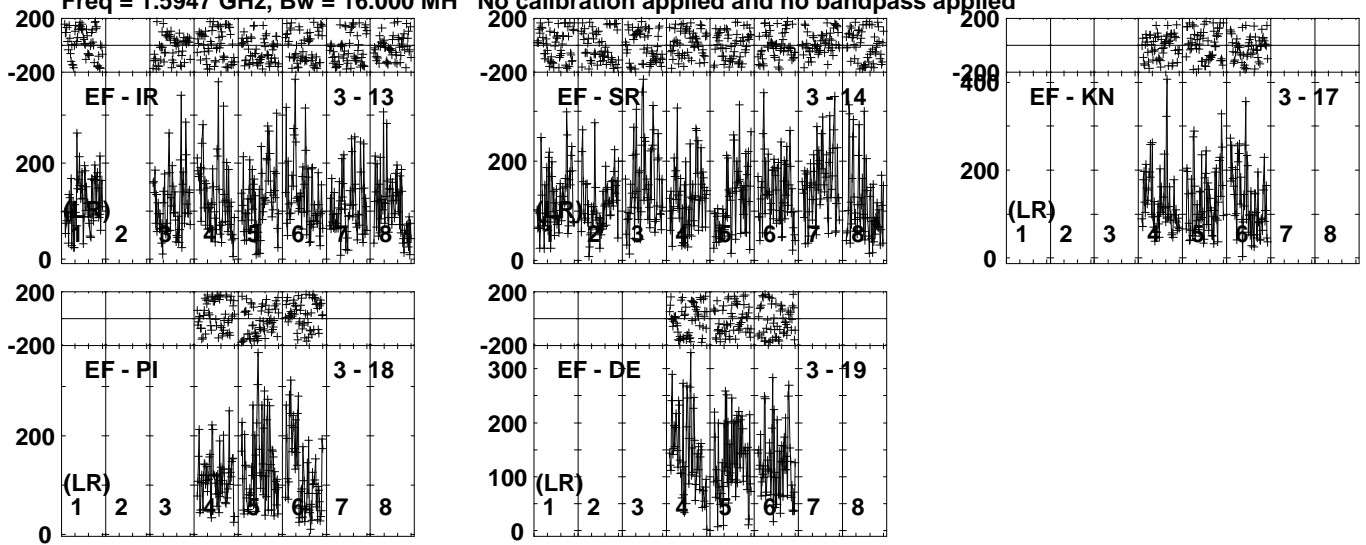 Freq = 1.5947 GHz, Bw = 16.000 MH No calibration applied and no bandpass applied
200
-200
EF - IR 3 - 13
200
(LR)
1 2 3 4 5 6 7 8
0
200
-200
EF - SR 3 - 14
200
(LR)
1 2 3 4 5 6 7 8
0
200
-200
400
EF - KN 3 - 17
200
(LR)
1 2 3 4 5 6 7 8
0
200
-200
EF - PI 3 - 18
200
(LR)
1 2 3 4 5 6 7 8
0
200
-200
300
EF - DE 3 - 19
200
100
(LR)
1 2 3 4 5 6 7 8
0